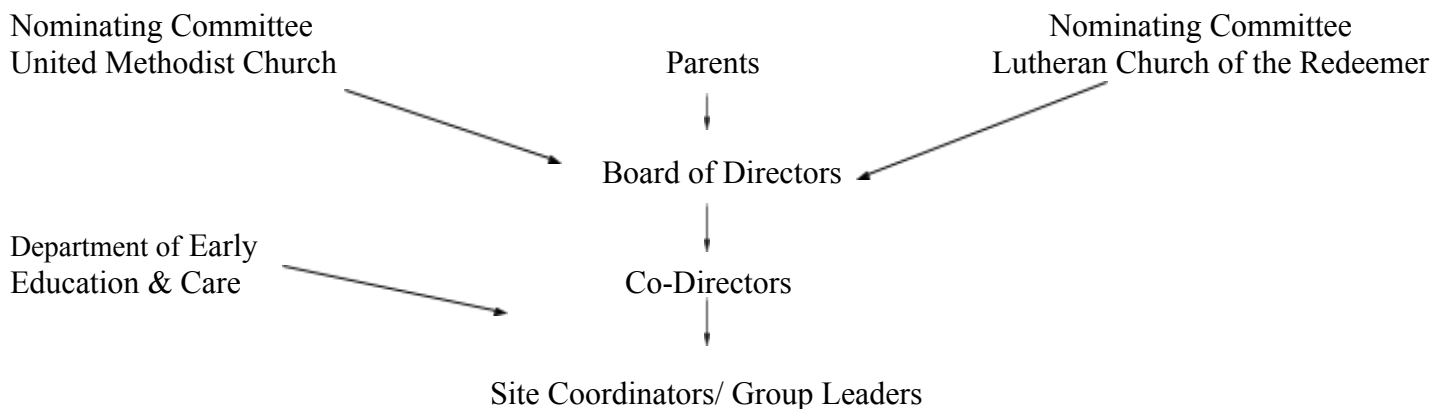 Nominating Committee
United Methodist Church
Parents
Nominating Committee
Lutheran Church of the Redeemer
Board of Directors
Department of Early
Education & Care
Co-Directors
Site Coordinators/ Group Leaders